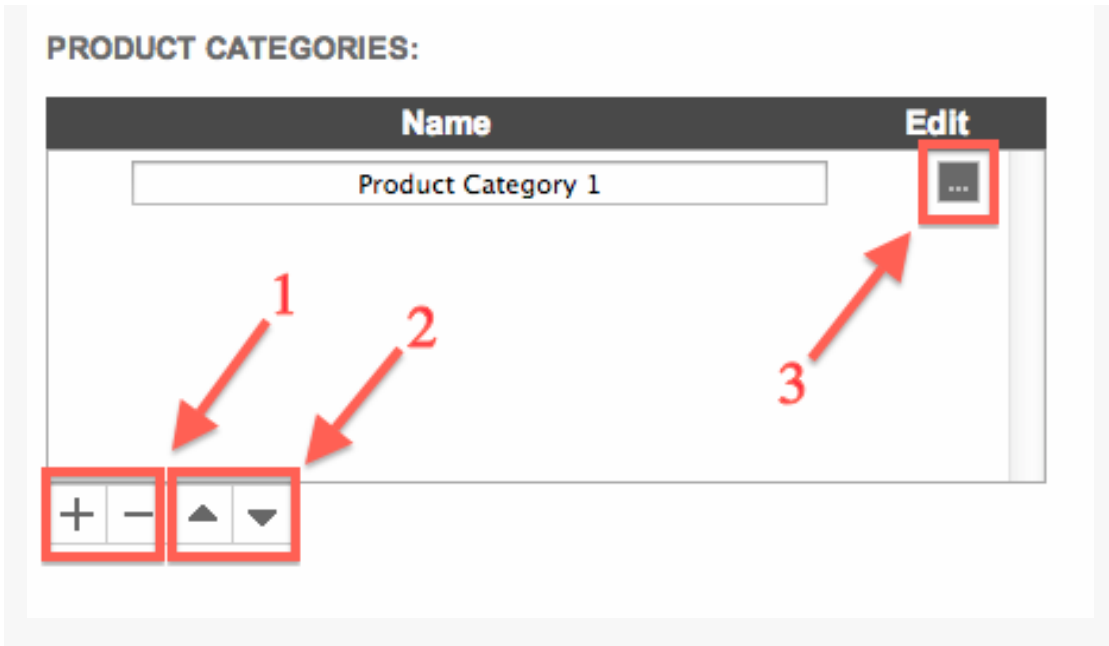 PRODUCT CATEGORIES:
Name Edit
Product Category 1 ...
1
2
3
+ −